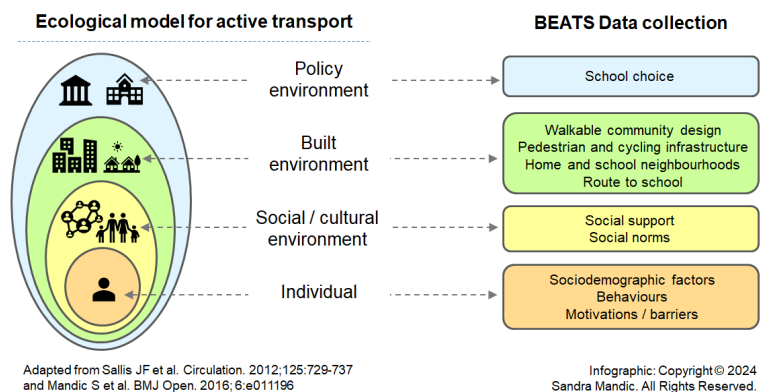 Ecological model for active transport
BEATS Data collection
Policy
environment
School choice
Built
environment
Walkable community design
Pedestrian and cycling infrastructure
Home and school neighbourhoods
Route to school
Social / cultural
environment
Social support
Social norms
Individual
Sociodemographic factors
Behaviours
Motivations / barriers
Adapted from Sallis JF et al. Circulation. 2012;125:729-737
and Mandic S et al. BMJ Open. 2016; 6:e011196
Infographic: Copyright © 2024
Sandra Mandic. All Rights Reserved.